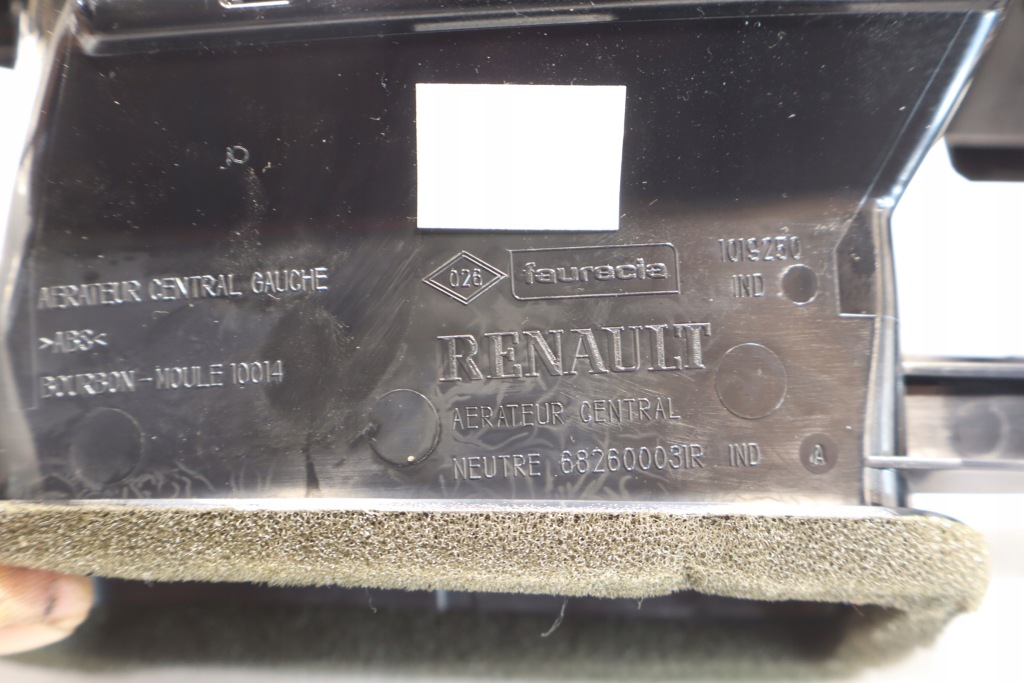 AERATEUR CENTRAL GAUCHE
>ABS<
BOURBON-MOULE 10014
026
faurecia
1019250
IND
RENAULT
AERATEUR CENTRAL
NEUTRE 682600031R IND A